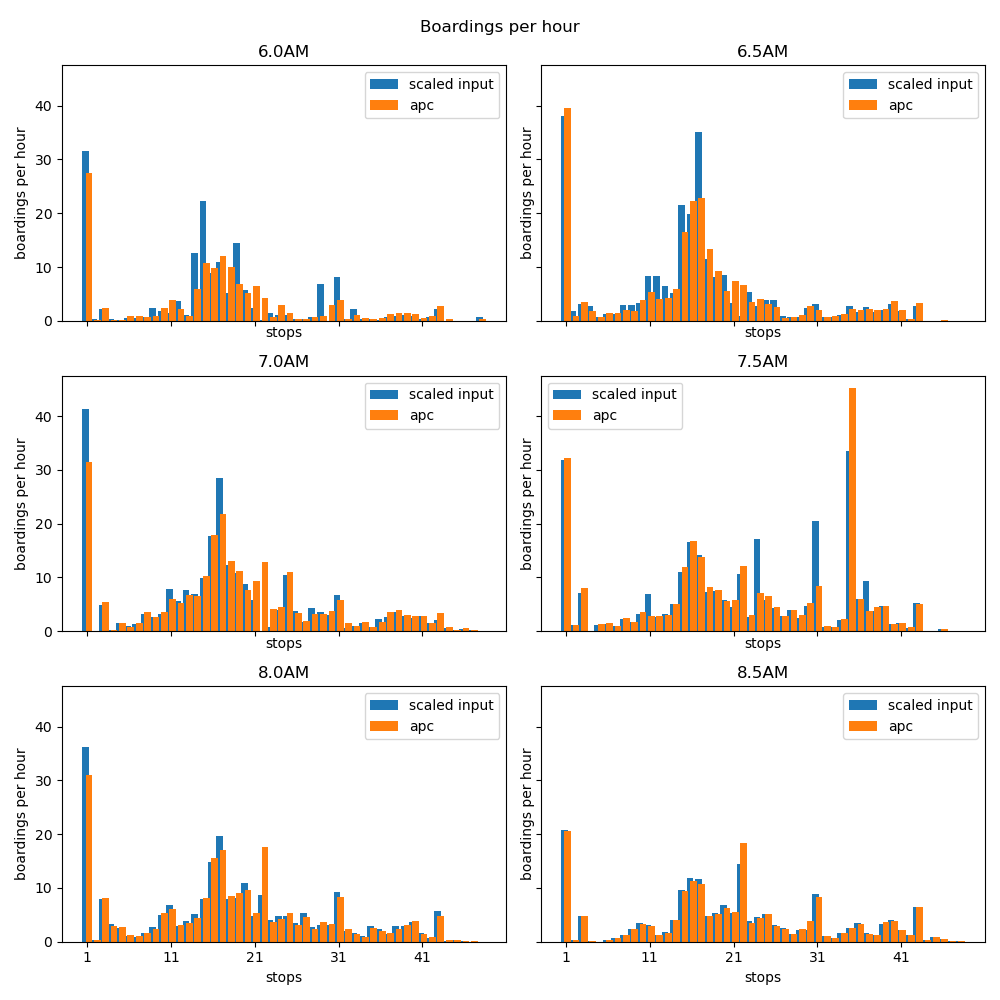 Boardings per hour
6.0AM
6.5AM
scaled input
apc
scaled input
apc
boardings per hour
boardings per hour
40
30
20
10
0
stops
stops
7.0AM
7.5AM
scaled input
apc
scaled input
apc
boardings per hour
boardings per hour
40
30
20
10
0
stops
stops
8.0AM
8.5AM
scaled input
apc
scaled input
apc
boardings per hour
boardings per hour
40
30
20
10
0
1 11 21 31 41
1 11 21 31 41
stops
stops